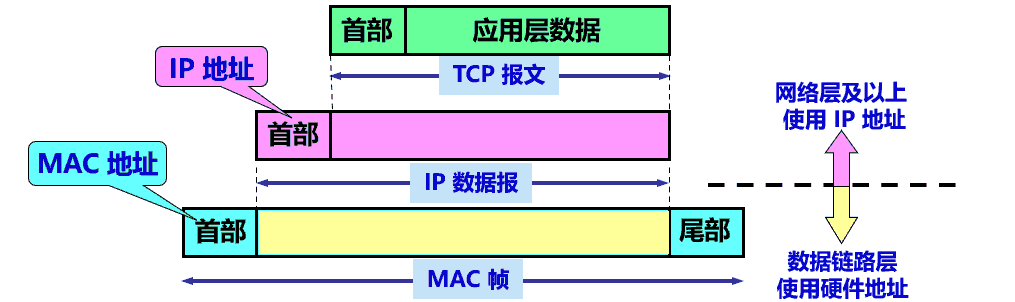 首部 应用层数据
TCP 报文
IP 地址
首部
IP 数据报
MAC 地址
首部 尾部
MAC 帧
网络层及以上
使用 IP 地址
数据链路层
使用硬件地址